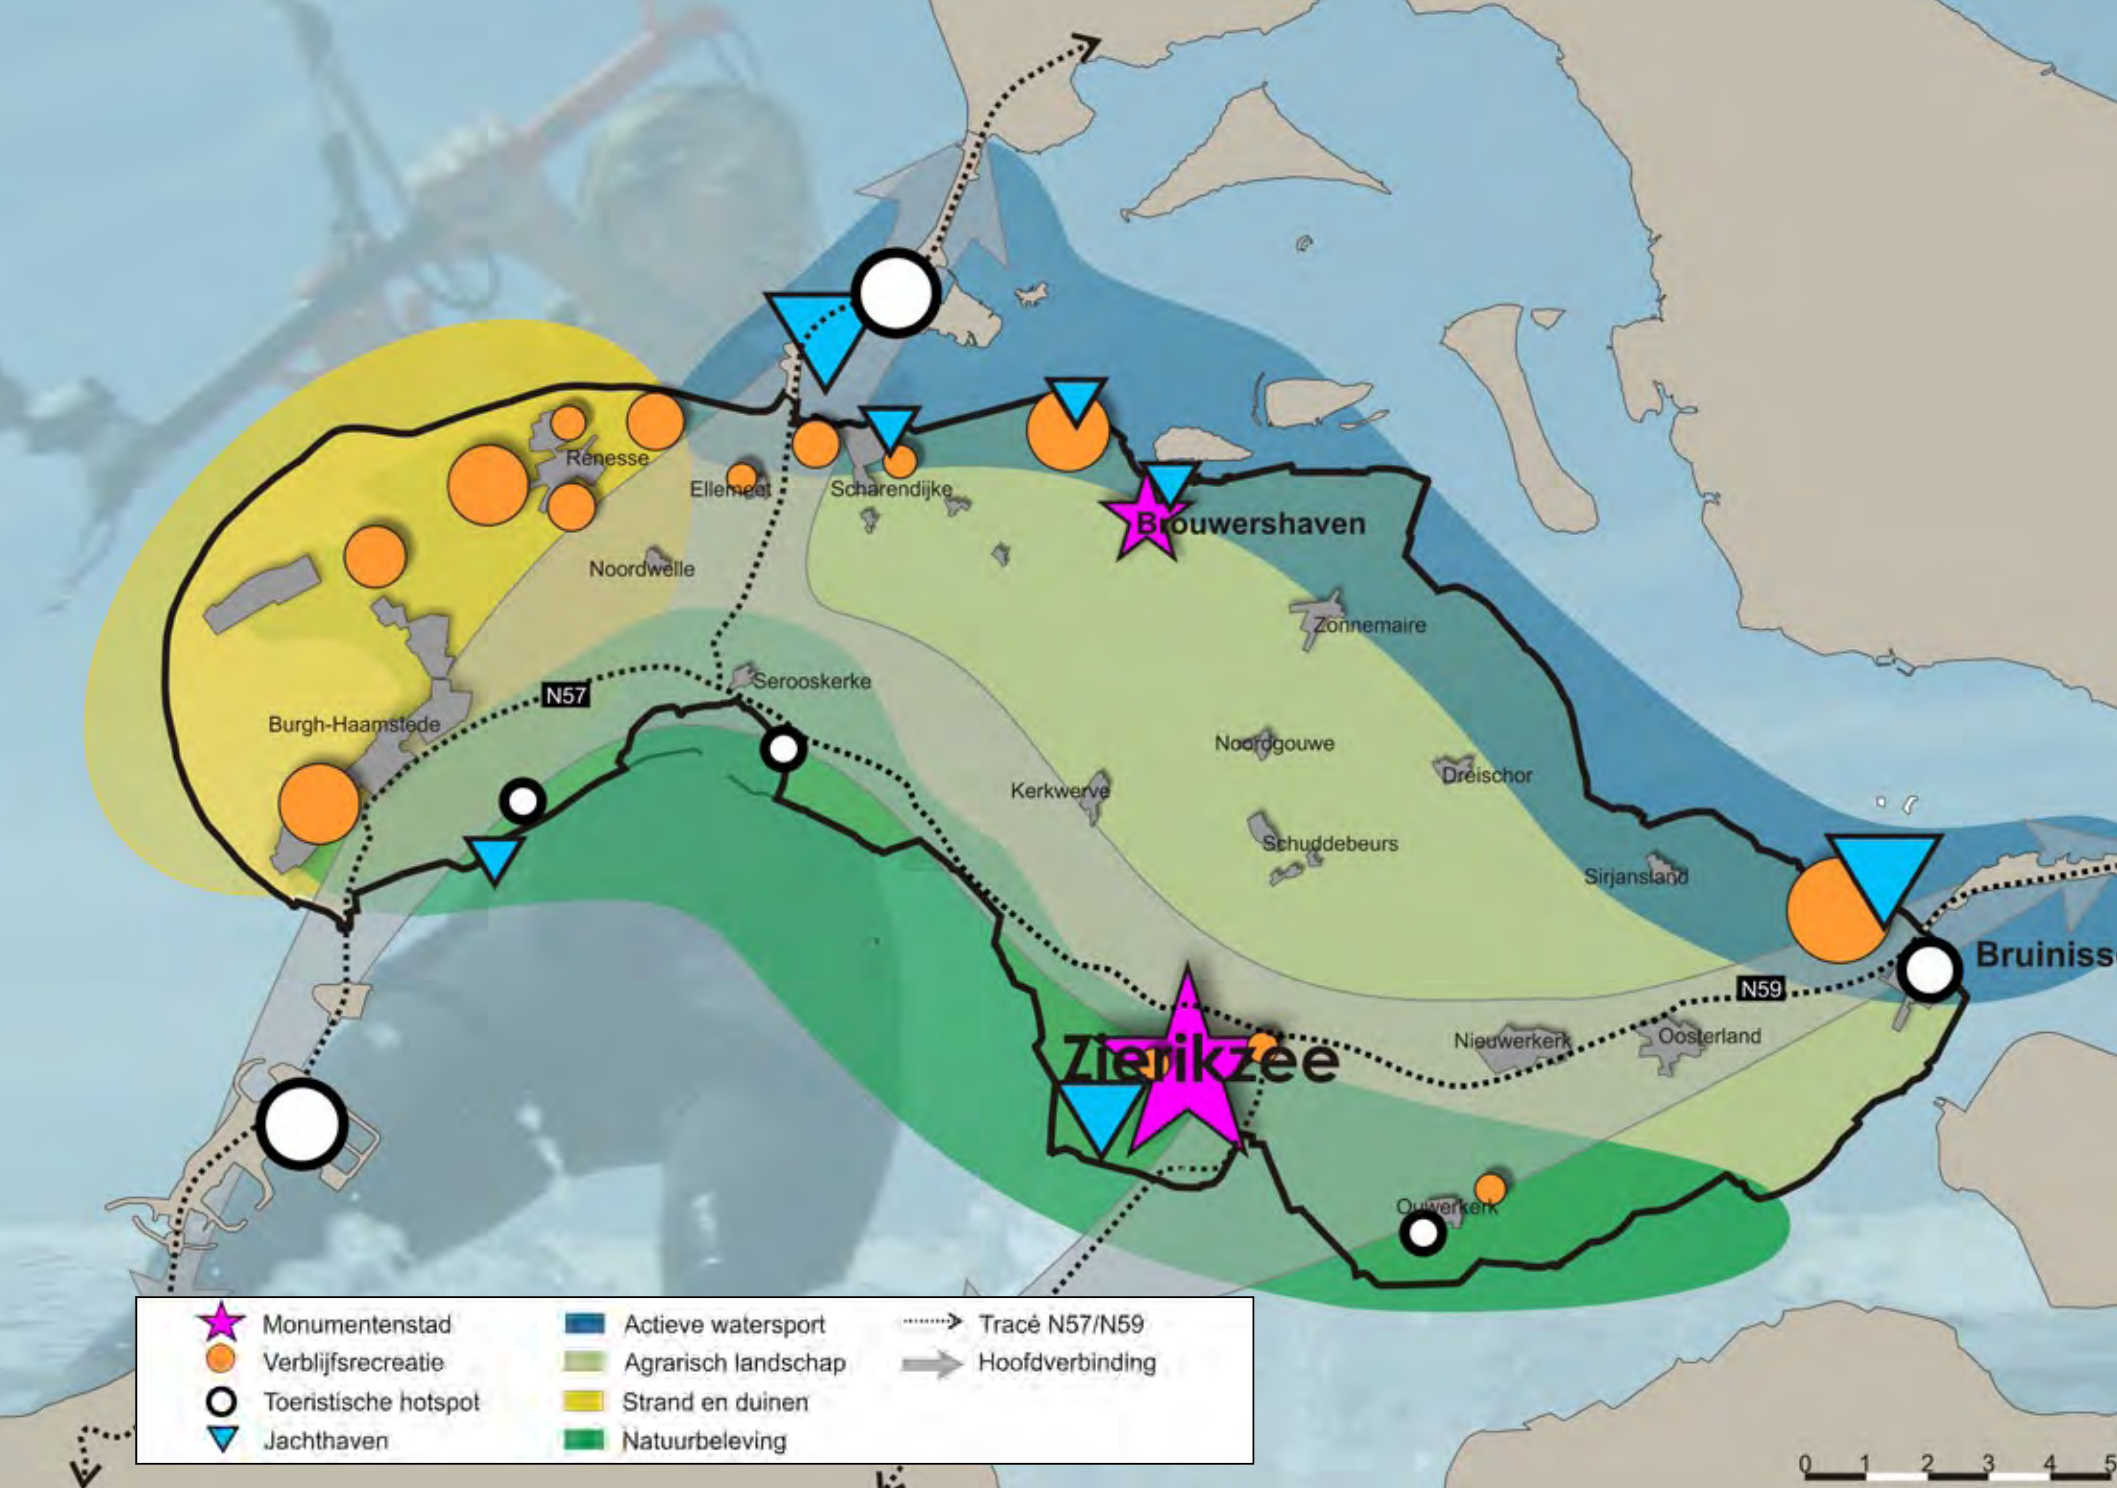 Renesse
Ellemeet
Scharendijke
Brouwershaven
Noordwelle
Zonnemaire
Serooskerke
N57
Burgh-Haamstede
Noordgouwe
Dreischor
Kerkwerve
Schuddebeurs
Sirjansland
Bruiniss
N59
Zierikzee
Nieuwerkerk
Oosterland
Ouwerkerk
Monumentenstad
Verblijfsrecreatie
Toeristische hotspot
Jachthaven
Actieve watersport
Agrarisch landschap
Strand en duinen
Natuurbeleving
Tracé N57/N59
Hoofdverbinding
0 1 2 3 4 5